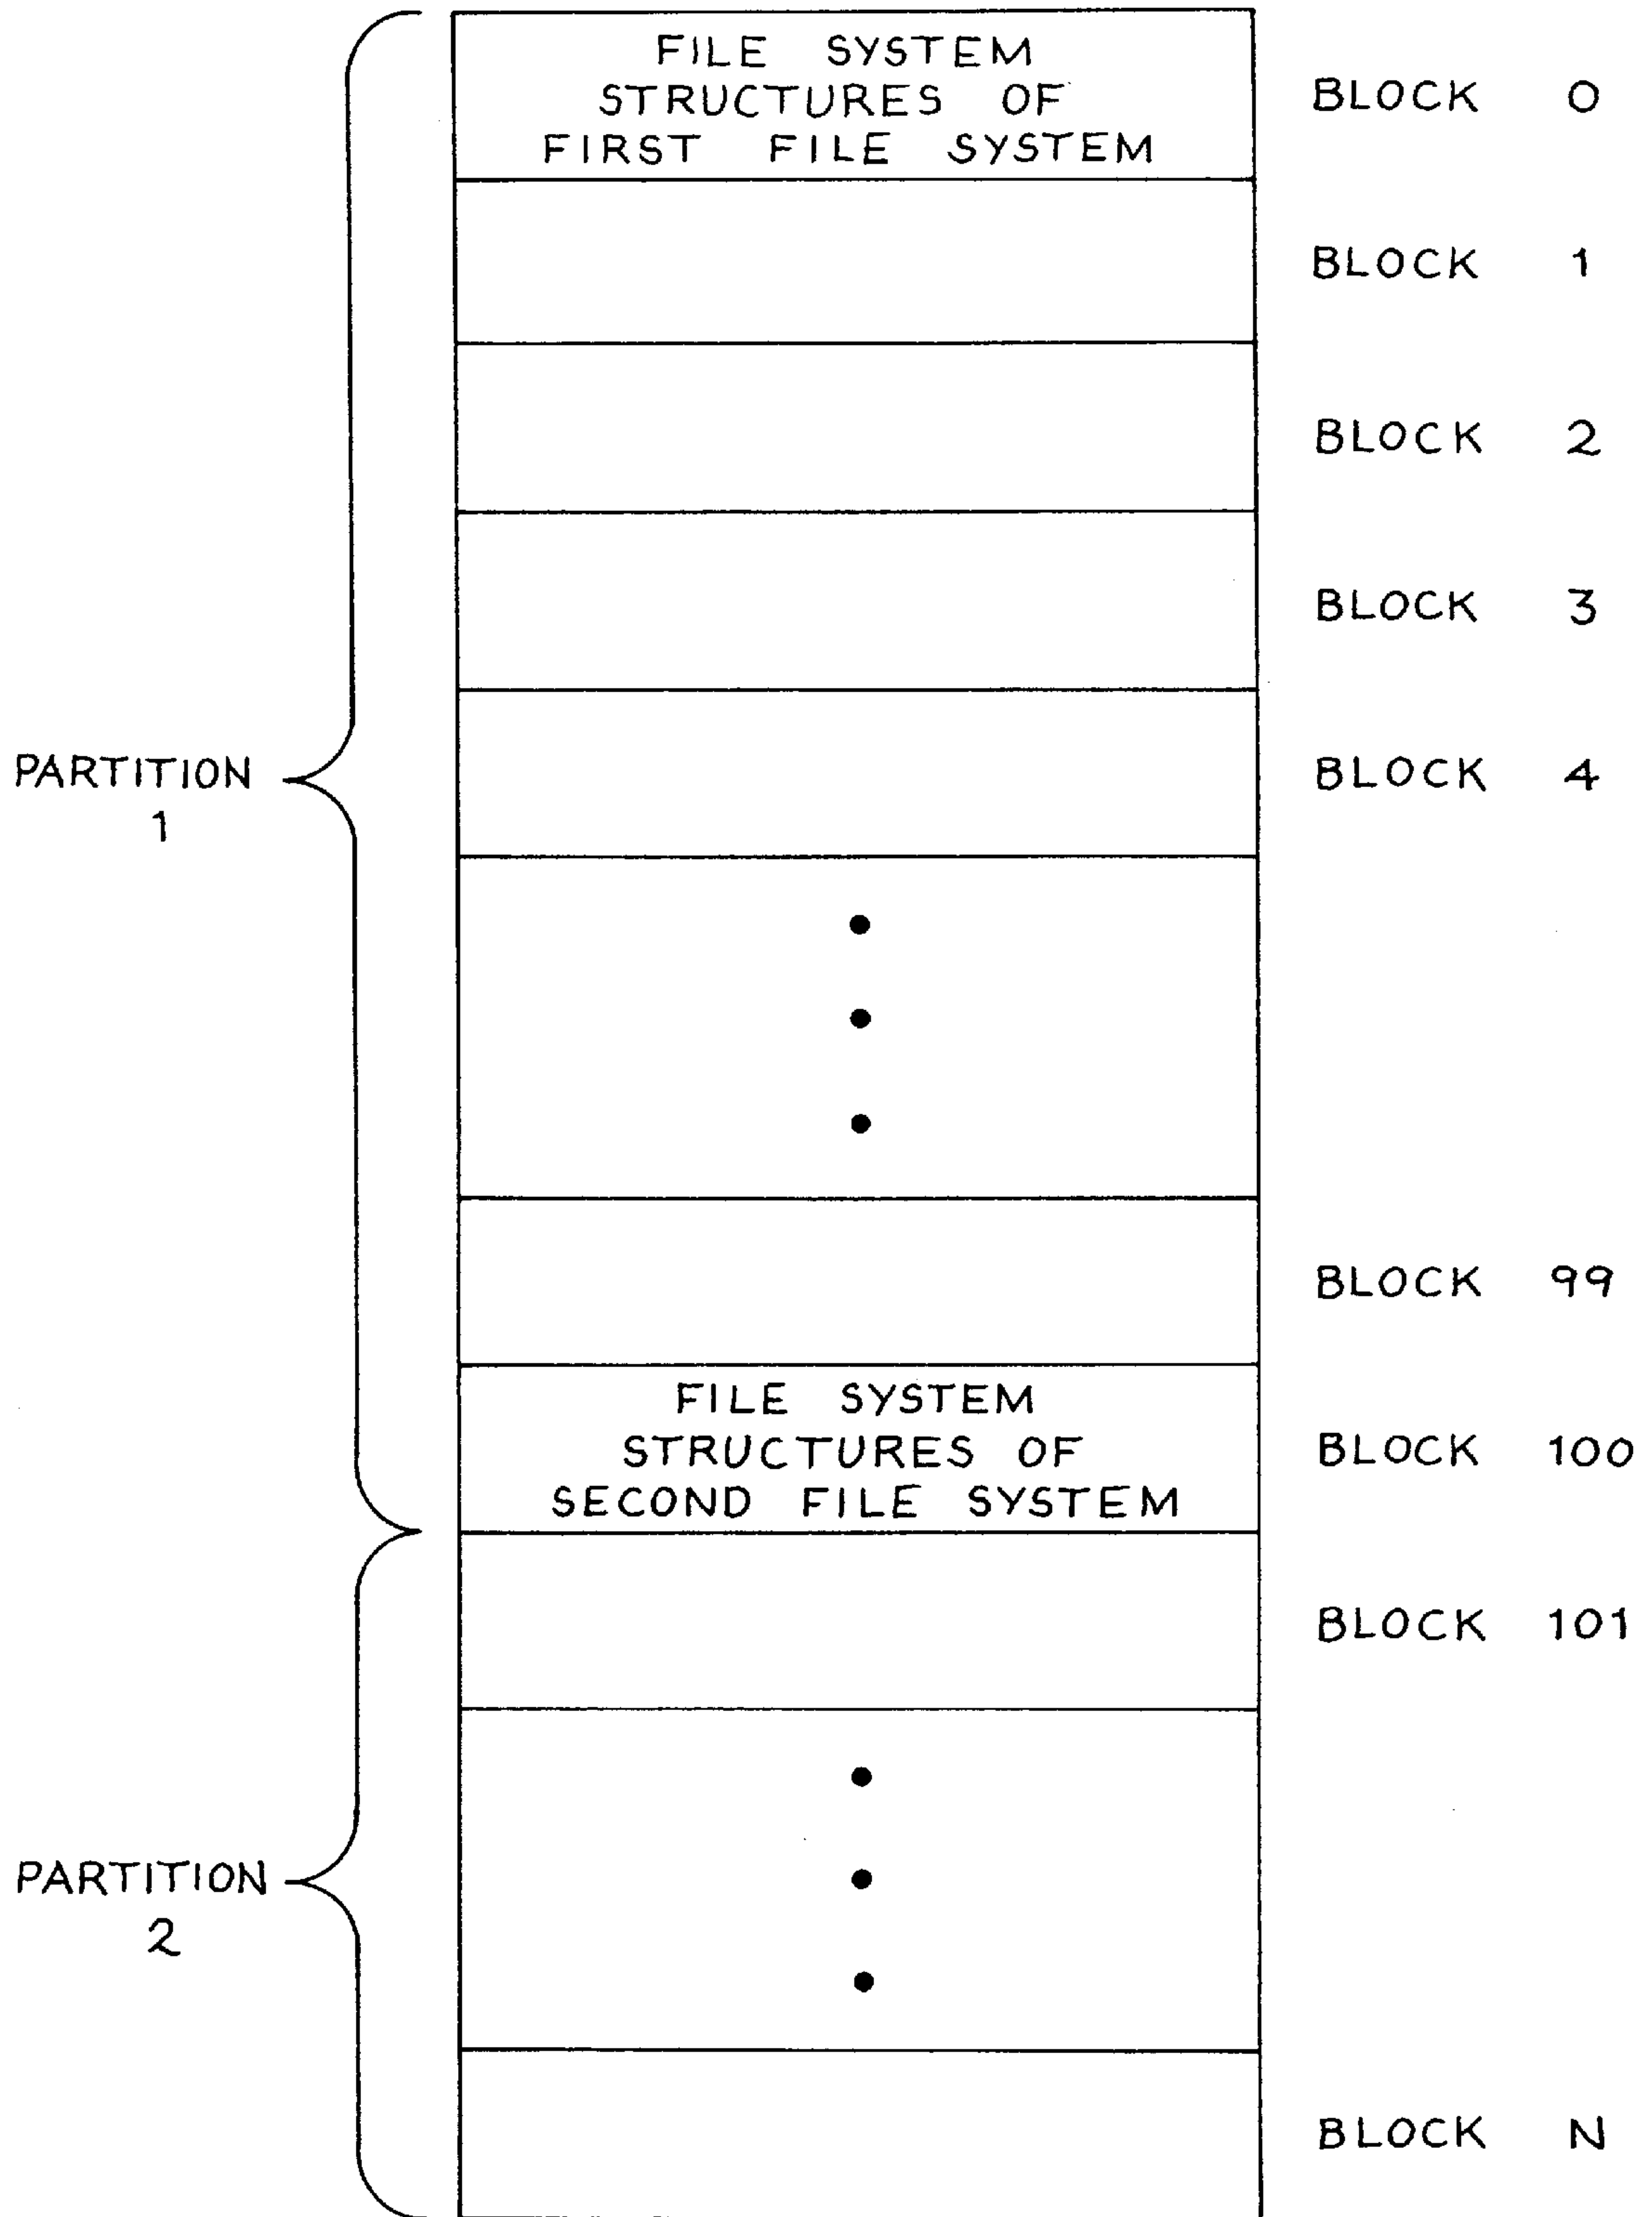 FILE SYSTEM
STRUCTURES OF
FIRST FILE SYSTEM
BLOCK 0
BLOCK 1
BLOCK 2
BLOCK 3
PARTITION
1
BLOCK 4
BLOCK 99
FILE SYSTEM
STRUCTURES OF
SECOND FILE SYSTEM
BLOCK 100
BLOCK 101
PARTITION
2
BLOCK N